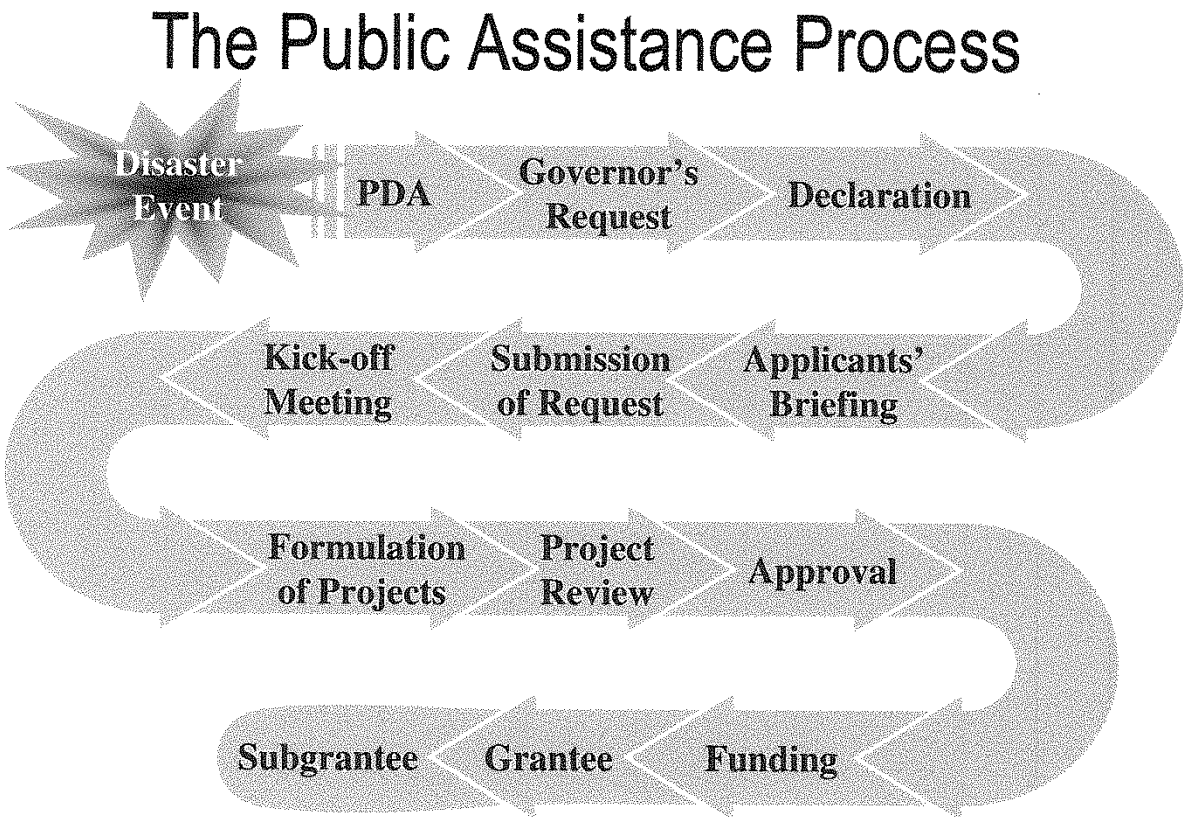 The Public Assistance Process
Disaster
Event
PDA
Governor's
Request
Declaration
Applicants'
Briefing
Submission
of Request
Kick-off
Meeting
Formulation
of Projects
Project
Review
Approval
Funding
Grantee
Subgrantee